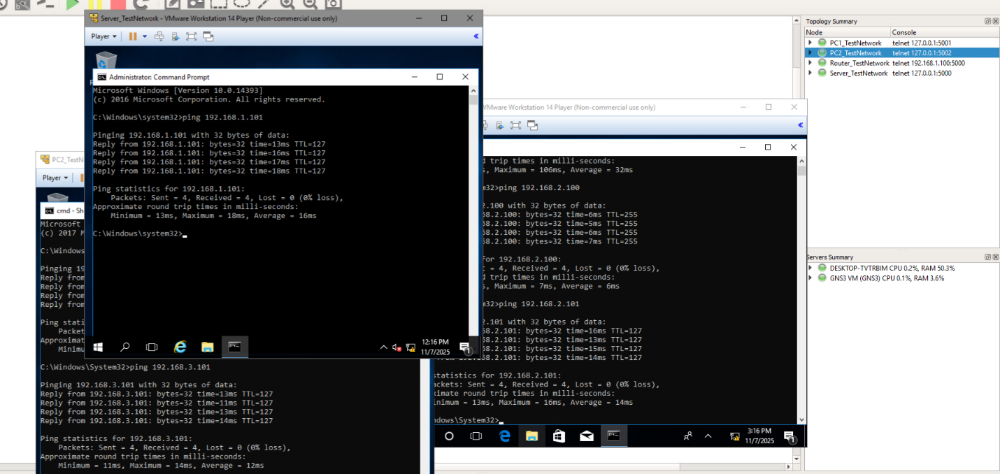 Server_TestNetwork - VMware Workstation 14 Player (Non-commercial use only)
Player
Administrator: Command Prompt
Microsoft Windows [Version 10.0.14393]
(c) 2016 Microsoft Corporation. All rights reserved.
C:\Windows\system32>ping 192.168.1.101
Pinging 192.168.1.101 with 32 bytes of data:
Reply from 192.168.1.101: bytes=32 time=13ms TTL=127
Reply from 192.168.1.101: bytes=32 time=16ms TTL=127
Reply from 192.168.1.101: bytes=32 time=17ms TTL=127
Reply from 192.168.1.101: bytes=32 time=18ms TTL=127
Ping statistics for 192.168.1.101:
Packets: Sent = 4, Received = 4, Lost = 0 (0% loss),
Approximate round trip times in milli-seconds:
Minimum = 13ms, Maximum = 18ms, Average = 16ms
C:\Windows\system32>
12:16 PM
11/7/2025
1
PC2_TestN
Player
cmd - Sh
Microsoft
(c) 2017 M
C:\Windows
Pinging 19
Reply from
Reply from
Reply from
Reply from
Ping stati
Packet
Approximat
Minimu
C:\Windows\System32>ping 192.168.3.101
Pinging 192.168.3.101 with 32 bytes of data:
Reply from 192.168.3.101: bytes=32 time=13ms TTL=127
Reply from 192.168.3.101: bytes=32 time=11ms TTL=127
Reply from 192.168.3.101: bytes=32 time=13ms TTL=127
Reply from 192.168.3.101: bytes=32 time=14ms TTL=127
Ping statistics for 192.168.3.101:
Packets: Sent = 4, Received = 4, Lost = 0 (0% loss),
Approximate round trip times in milli-seconds:
Minimum = 11ms, Maximum = 14ms, Average = 12ms
VMware Workstation 14 Player (Non-commercial use only)
d trip times in milli-seconds:
s, Maximum = 106ms, Average = 32ms
m32>ping 192.168.2.100
2.100 with 32 bytes of data:
68.2.100: bytes=32 time=6ms TTL=255
68.2.100: bytes=32 time=5ms TTL=255
68.2.100: bytes=32 time=6ms TTL=255
68.2.100: bytes=32 time=7ms TTL=255
for 192.168.2.100:
t = 4, Received = 4, Lost = 0 (0% loss),
d trip times in milli-seconds:
s, Maximum = 7ms, Average = 6ms
m32>ping 192.168.2.101
2.101 with 32 bytes of data:
68.2.101: bytes=32 time=16ms TTL=127
68.2.101: bytes=32 time=13ms TTL=127
68.2.101: bytes=32 time=15ms TTL=127
from 192.168.2.101: bytes=32 time=14ms TTL=127
statistics for 192.168.2.101:
ackets: Sent = 4, Received = 4, Lost = 0 (0% loss),
ximate round trip times in milli-seconds:
inimum = 13ms, Maximum = 16ms, Average = 14ms
ndows\System32>
3:16 PM
11/7/2025
1
Topology Summary
Node Console
PC1_TestNetwork telnet 127.0.0.1:5001
PC2_TestNetwork telnet 127.0.0.1:5002
Router_TestNetwork telnet 192.168.1.100:5000
Server_TestNetwork telnet 127.0.0.1:5000
Servers Summary
DESKTOP-TVTRBIM CPU 0.2%, RAM 50.3%
GNS3 VM (GNS3) CPU 0.1%, RAM 3.6%